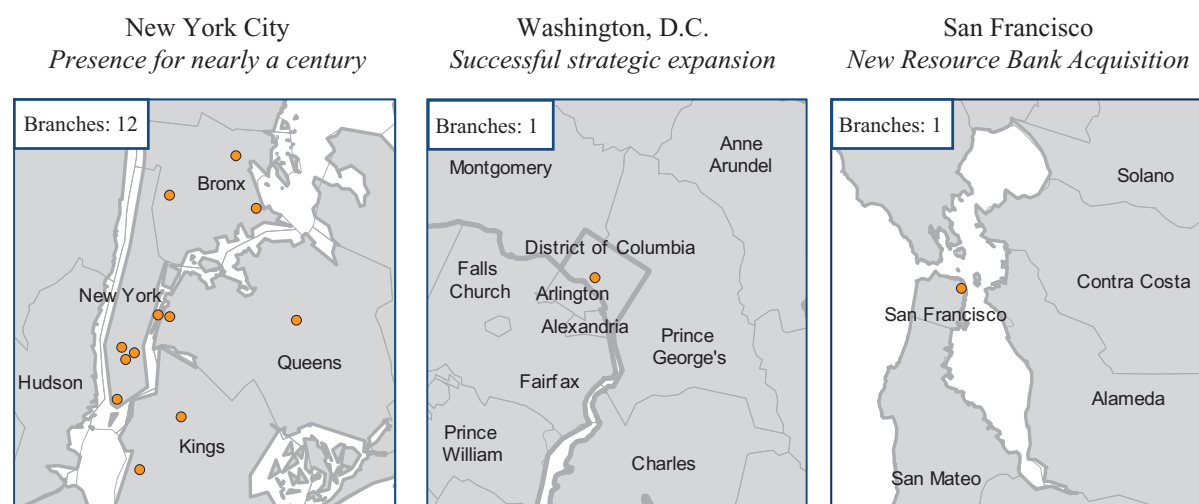 New York City
Presence for nearly a century
Branches: 12
Bronx
New York
Queens
Hudson
Kings
Washington, D.C.
Successful strategic expansion
Branches: 1
Anne
Arundel
Montgomery
District of Columbia
Falls
Church
Arlington
Alexandria
Prince
George's
Fairfax
Prince
William
Charles
San Francisco
New Resource Bank Acquisition
Branches: 1
Solano
Contra Costa
San Francisco
Alameda
San Mateo